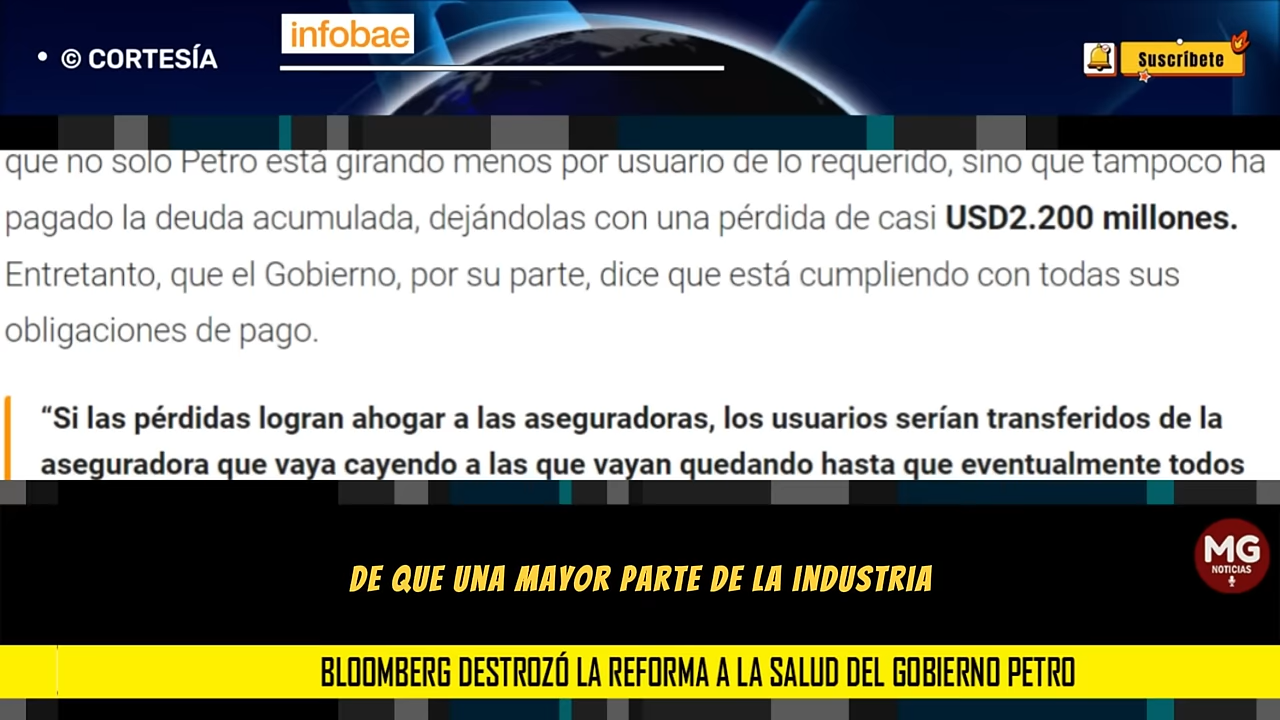 infobae
• © CORTESÍA
Suscríbete
que no solo Petro está girando menos por usuario de lo requerido, sino que tampoco ha
pagado la deuda acumulada, dejándolas con una pérdida de casi USD2.200 millones.
Entretanto, que el Gobierno, por su parte, dice que está cumpliendo con todas sus
obligaciones de pago.
“Si las pérdidas logran ahogar a las aseguradoras, los usuarios serían transferidos de la
aseguradora que vaya cayendo a las que vayan quedando hasta que eventualmente todos
MG
NOTICIAS
DE QUE UNA MAYOR PARTE DE LA INDUSTRIA
BLOOMBERG DESTROZÓ LA REFORMA A LA SALUD DEL GOBIERNO PETRO